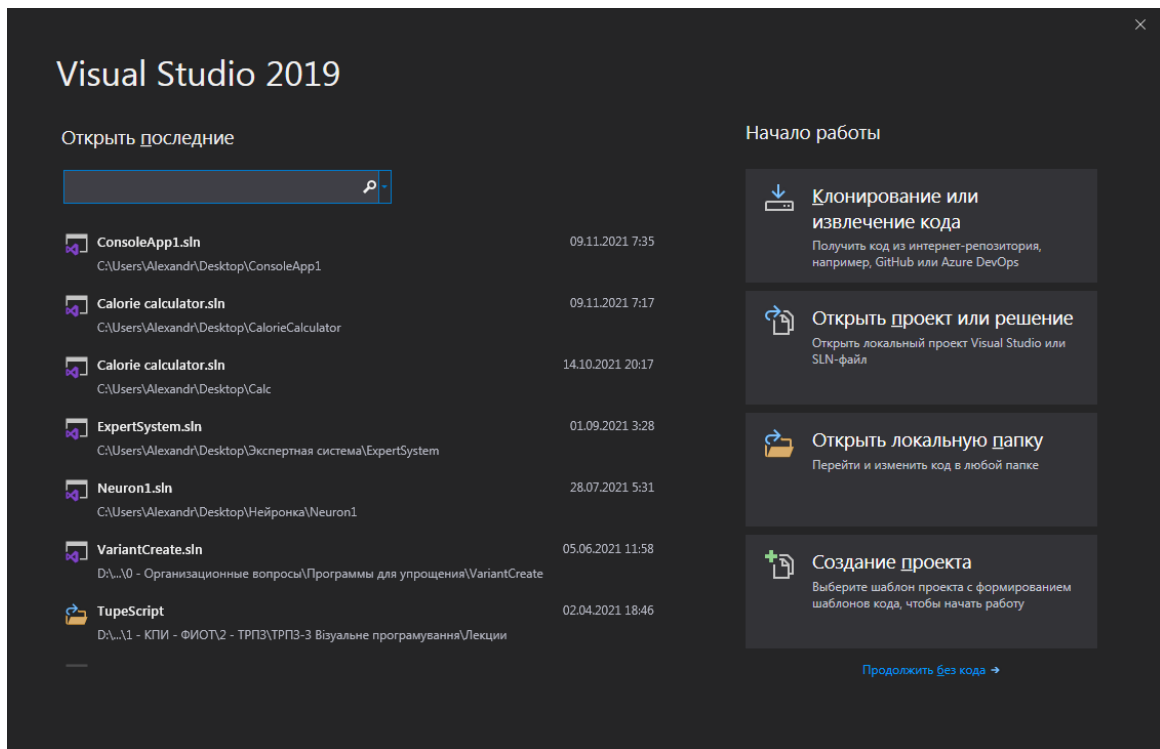 Visual Studio 2019
Открыть последние
ConsoleApp1.sln 09.11.2021 7:35
C:\Users\Alexandr\Desktop\ConsoleApp1
Calorie calculator.sln 09.11.2021 7:17
C:\Users\Alexandr\Desktop\CalorieCalculator
Calorie calculator.sln 14.10.2021 20:17
C:\Users\Alexandr\Desktop\Calc
ExpertSystem.sln 01.09.2021 3:28
C:\Users\Alexandr\Desktop\Экспертная система\ExpertSystem
Neuron1.sln 28.07.2021 5:31
C:\Users\Alexandr\Desktop\Нейронка\Neuron1
VariantCreate.sln 05.06.2021 11:58
D:\...\0 - Организационные вопросы\Программы для упрощения\VariantCreate
TupeScript 02.04.2021 18:46
D:\...\1 - КПИ - ФИОТ\2 - ТРПЗ\ТРПЗ-3 Візуальне програмування\Лекции
Начало работы
Клонирование или
извлечение кода
Получить код из интернет-репозитория,
например, GitHub или Azure DevOps
Открыть проект или решение
Открыть локальный проект Visual Studio или
SLN-файл
Открыть локальную папку
Перейти и изменить код в любой папке
Создание проекта
Выберите шаблон проекта с формированием
шаблонов кода, чтобы начать работу
Продолжить без кода →